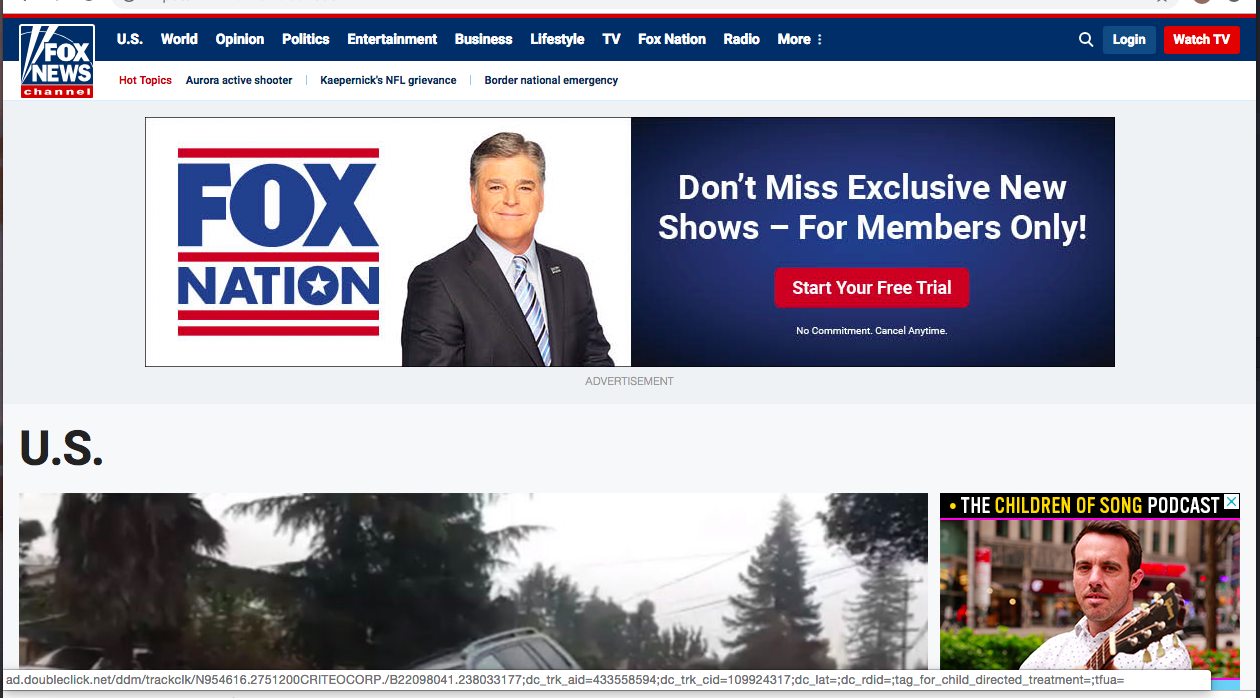 FOX
NEWS
channel
U.S. World Opinion Politics Entertainment Business Lifestyle TV Fox Nation Radio More
Login
Watch TV
Hot Topics Aurora active shooter Kaepernick's NFL grievance Border national emergency
FOX
NATION
Don't Miss Exclusive New
Shows – For Members Only!
Start Your Free Trial
No Commitment. Cancel Anytime.
ADVERTISEMENT
U.S.
• THE CHILDREN OF SONG PODCAST
ad.doubleclick.net/ddm/trackclk/N954616.2751200CRITEOCORP./B22098041.238033177;dc_trk_aid=433558594;dc_trk_cid=109924317;dc_lat=;dc_rdid=;tag_for_child_directed_treatment=;tfua=